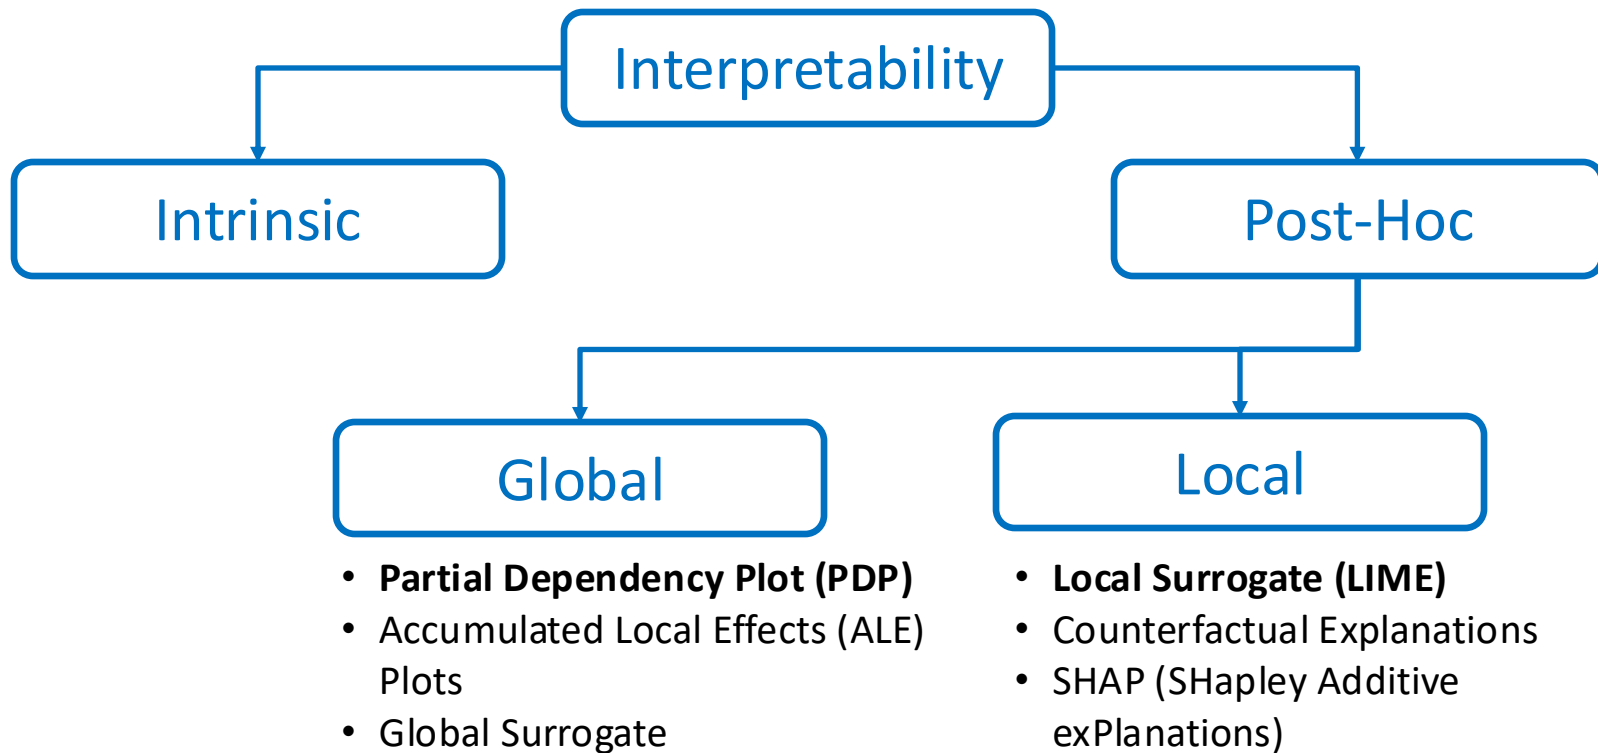 Interpretability
Intrinsic
Post-Hoc
Global
Local
• Partial Dependency Plot (PDP)
• Accumulated Local Effects (ALE)
Plots
• Global Surrogate
• Local Surrogate (LIME)
• Counterfactual Explanations
• SHAP (SHapley Additive
exPlanations)